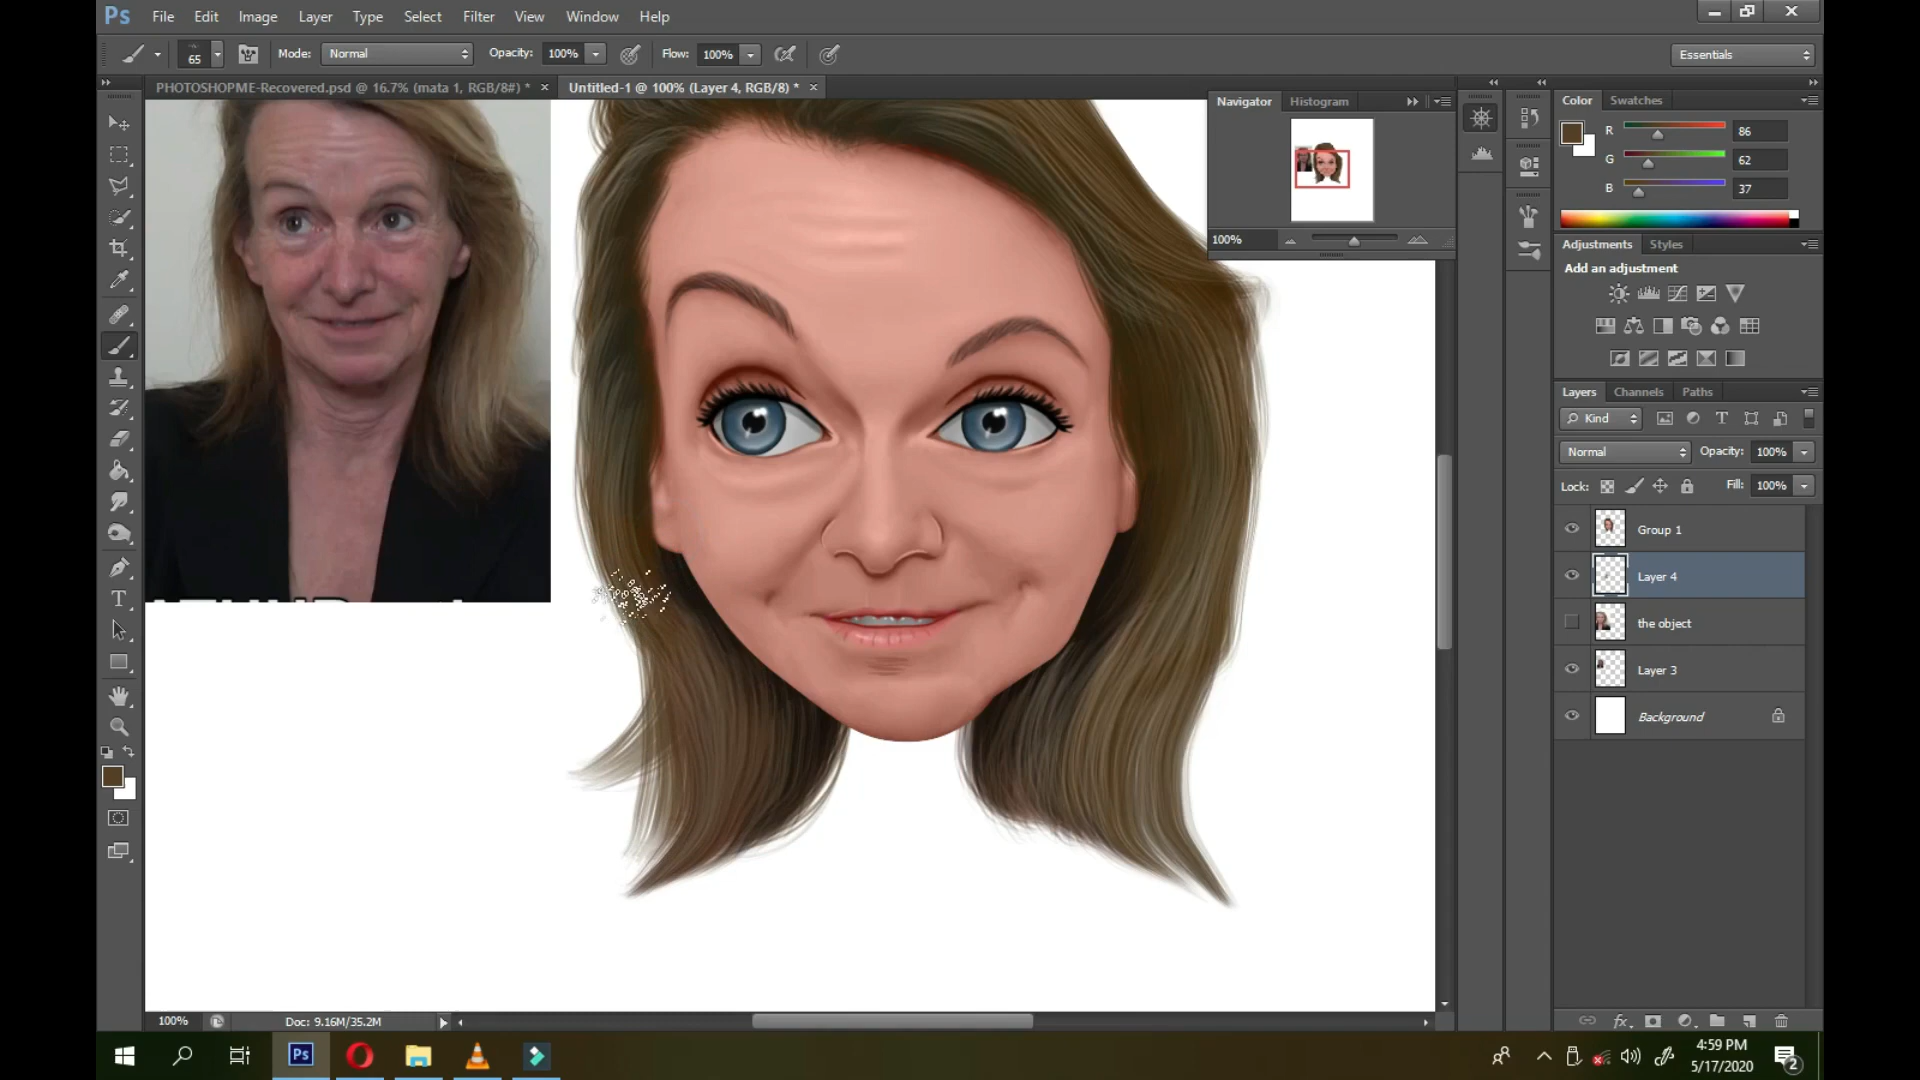 Ps File Edit Image Layer Type Select Filter View Window Help
65 Mode: Normal Opacity: 100% Flow: 100% Essentials
PHOTOSHOPME-Recovered.psd @ 16.7% (mata 1, RGB/8#) * × Untitled-1 @ 100% (Layer 4, RGB/8) * ×
Navigator Histogram
100%
Color Swatches
R 86
G 62
B 37
Adjustments Styles
Add an adjustment
Layers Channels Paths
Kind
Normal Opacity: 100%
Lock: Fill: 100%
Group 1
Layer 4
the object
Layer 3
Background
100% Doc: 9.16M/35.2M
Ps
4:59 PM
5/17/2020
2